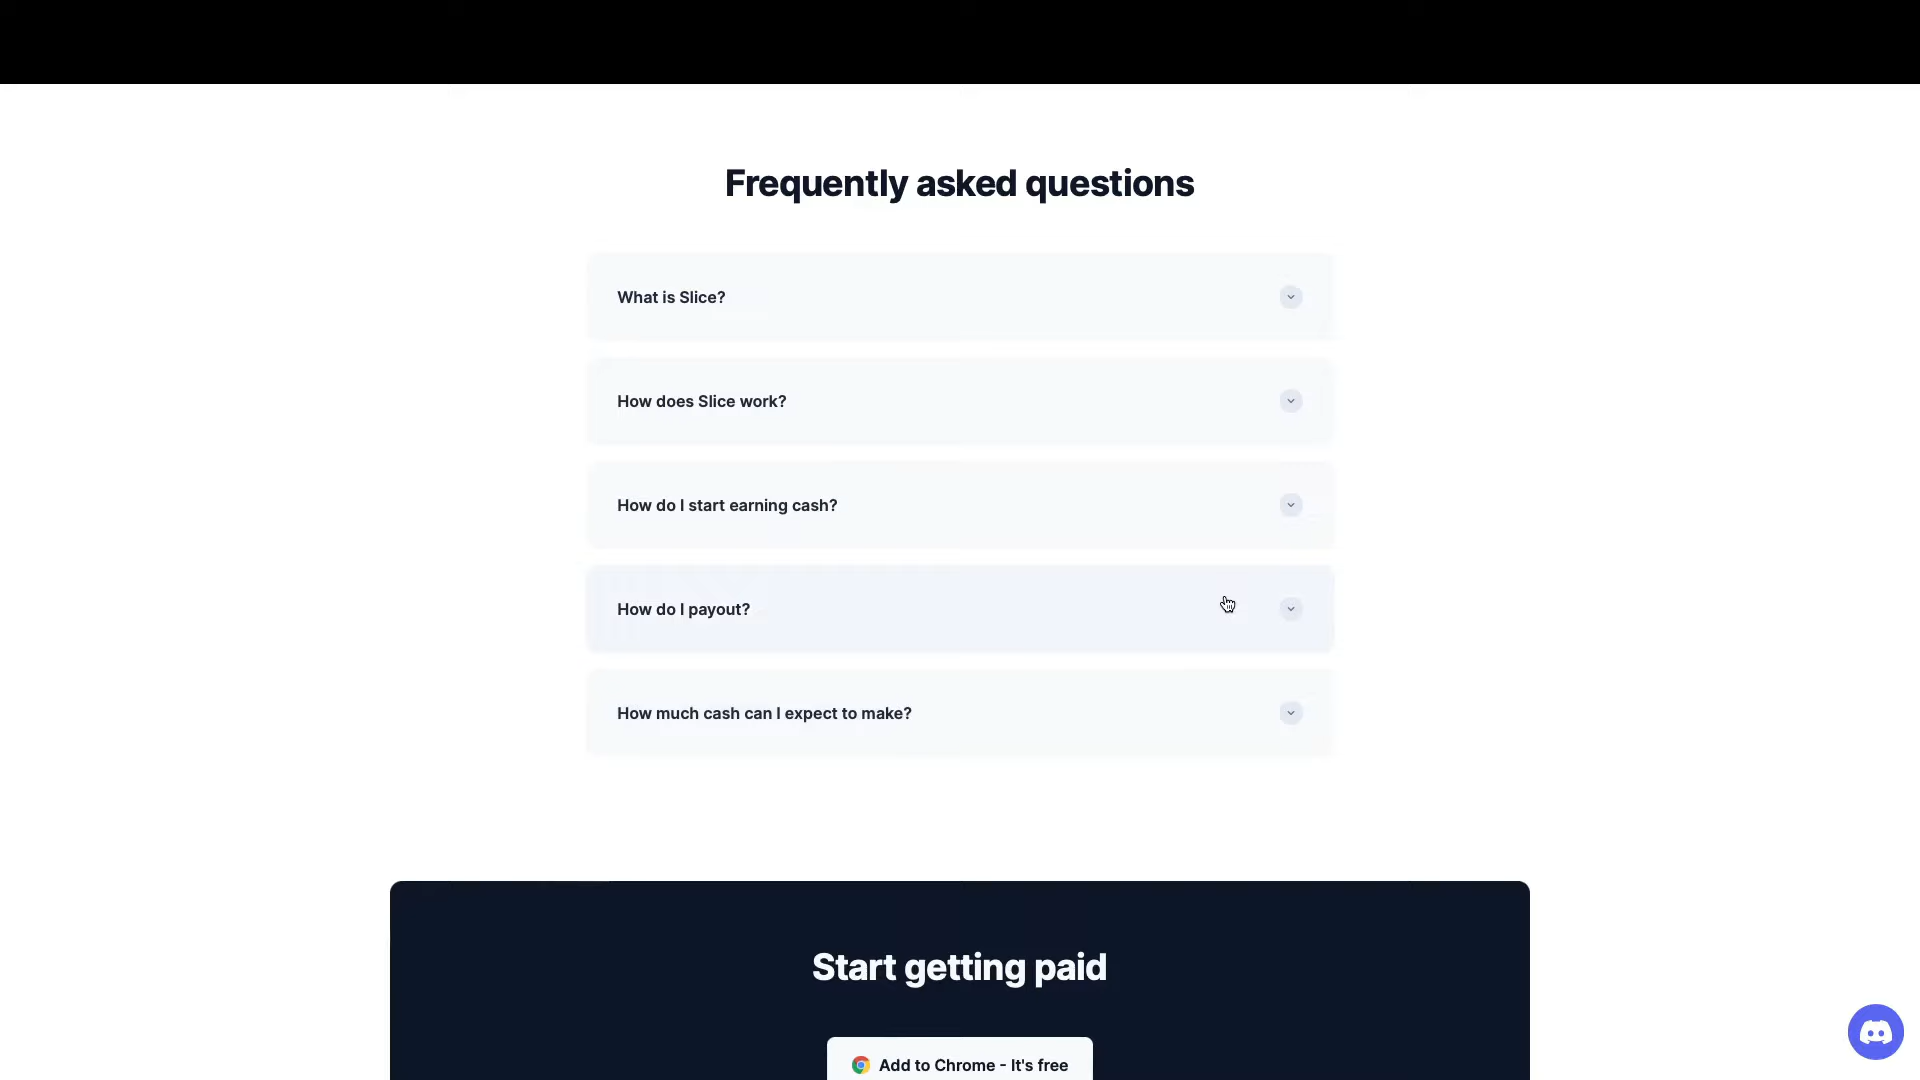 Frequently asked questions
What is Slice?
How does Slice work?
How do I start earning cash?
How do I payout?
How much cash can I expect to make?
Start getting paid
Add to Chrome - It's free